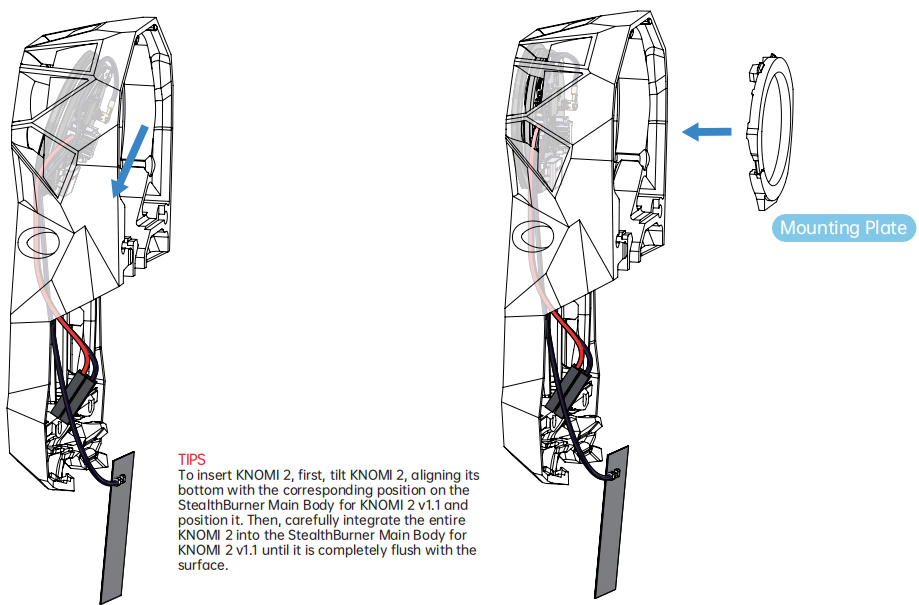 Mounting Plate
TIPS
To insert KNOMI 2, first, tilt KNOMI 2, aligning its
bottom with the corresponding position on the
StealthBurner Main Body for KNOMI 2 v1.1 and
position it. Then, carefully integrate the entire
KNOMI 2 into the StealthBurner Main Body for
KNOMI 2 v1.1 until it is completely flush with the
surface.